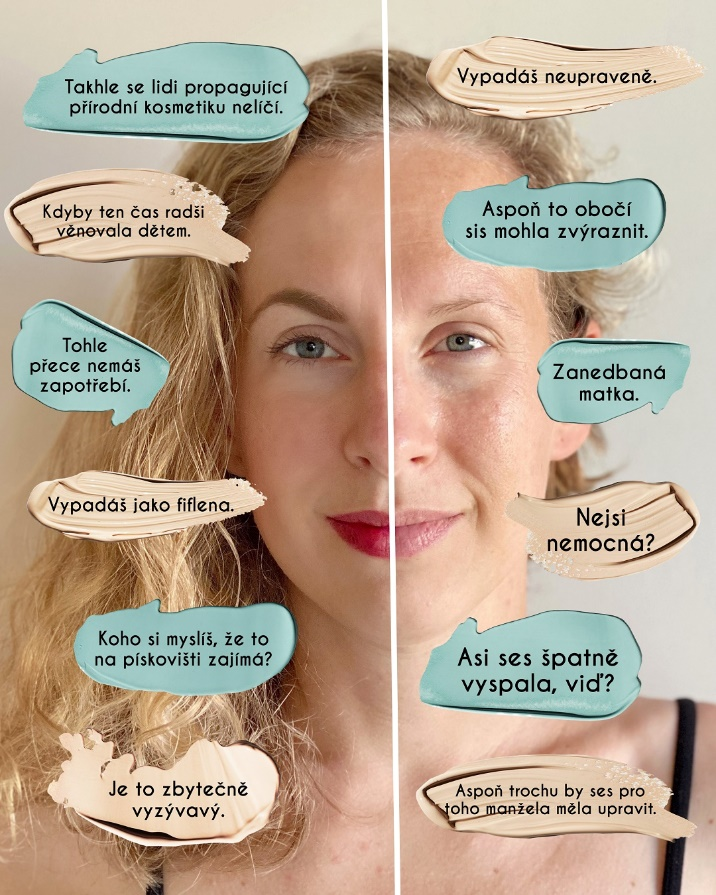 Takhle se lidi propagující
přírodní kosmetiku nelíčí.
Kdyby ten čas radši
věnovala dětem.
Tohle
přece nemáš
zapotřebí.
Vypadáš jako fiflena.
Koho si myslíš, že to
na pískovišti zajímá?
Je to zbytečně
vyzývavý.
Vypadáš neupraveně.
Aspoň to obočí
sis mohla zvýraznit.
Zanedbaná
matka.
Nejsi
nemocná?
Asi ses špatně
vyspala, viď?
Aspoň trochu by ses pro
toho manžela měla upravit.